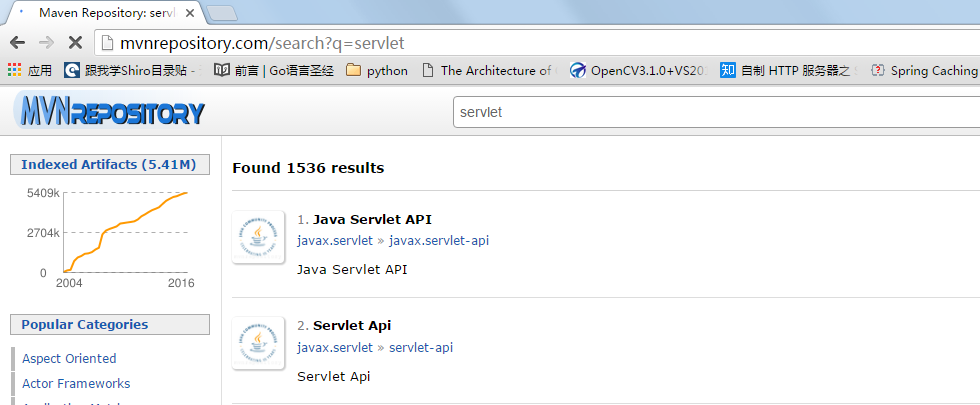 Maven Repository: serv
mvnrepository.com/search?q=servlet
应用 跟我学Shiro目录贴 - 前言 | Go语言圣经 python The Architecture of OpenCV3.1.0+VS20 知 自制 HTTP 服务器之 Spring Caching
MVNREPOSITORY
servlet
Indexed Artifacts (5.41M)
5409k
2704k
0
2004 2016
Popular Categories
Aspect Oriented
Actor Frameworks
Found 1536 results
1. Java Servlet API
javax.servlet » javax.servlet-api
Java Servlet API
2. Servlet Api
javax.servlet » servlet-api
Servlet Api